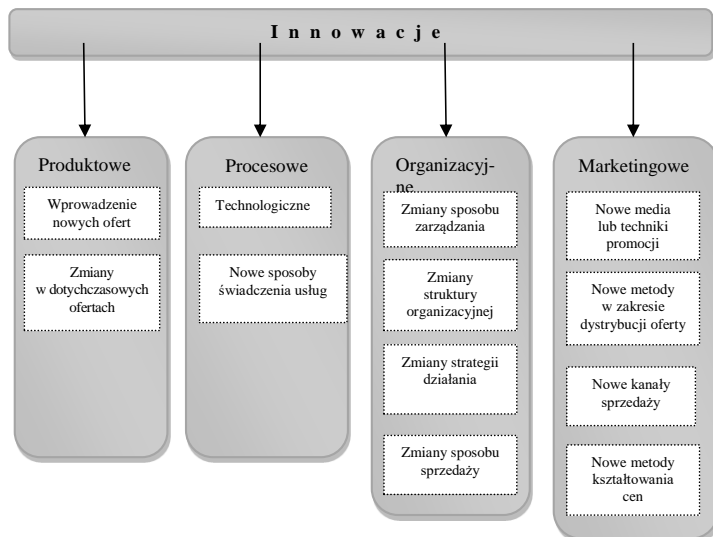 Innowacje
Produktowe
Wprowadzenie
nowych ofert
Zmiany
w dotychczasowych
ofertach
Procesowe
Technologiczne
Nowe sposoby
świadczenia usług
Organizacyj-
ne
Zmiany sposobu
zarządzania
Zmiany
struktury
organizacyjnej
Zmiany strategii
działania
Zmiany sposobu
sprzedaży
Marketingowe
Nowe media
lub techniki
promocji
Nowe metody
w zakresie
dystrybucji oferty
Nowe kanały
sprzedaży
Nowe metody
kształtowania
cen